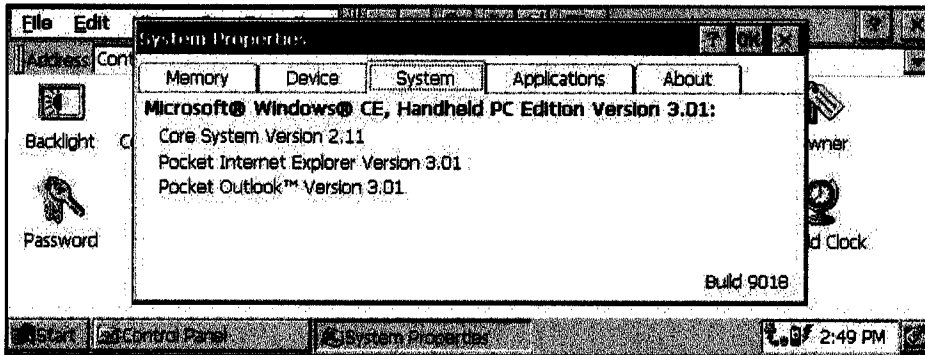 File Edit
System Properties ? OK ×
Address Cont
Memory Device System Applications About
Microsoft® Windows® CE, Handheld PC Edition Version 3.01:
Core System Version 2.11
Pocket Internet Explorer Version 3.01
Pocket Outlook™ Version 3.01
Backlight C
wner
Password
d Clock
Build 9018
Start Control Panel System Properties 2:49 PM